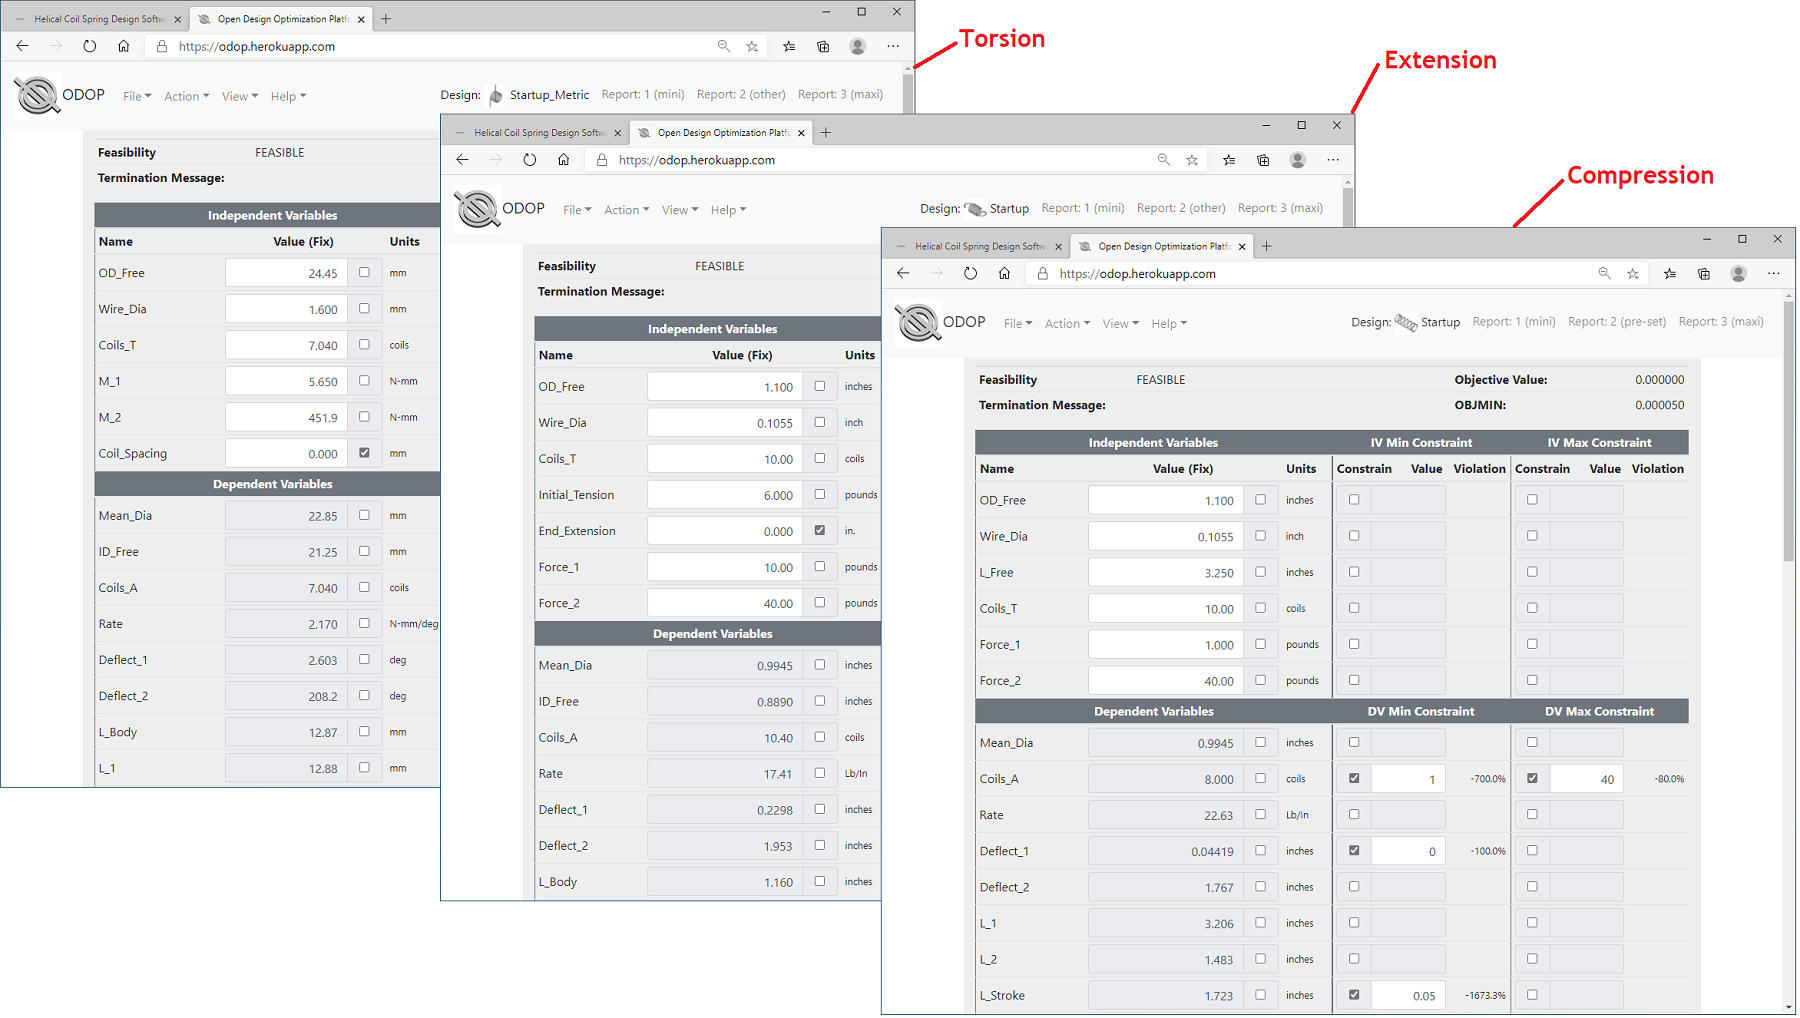 Torsion
Extension
Compression
Helical Coil Spring Design Softwa
Open Design Optimization Platfo
https://odop.herokuapp.com
ODOP File Action View Help Design: Startup_Metric Report: 1 (mini) Report: 2 (other) Report: 3 (maxi)
Feasibility FEASIBLE
Termination Message:
Independent Variables
Name Value (Fix) Units
OD_Free 24.45 mm
Wire_Dia 1.600 mm
Coils_T 7.040 coils
M_1 5.650 N-mm
M_2 451.9 N-mm
Coil_Spacing 0.000 mm
Dependent Variables
Mean_Dia 22.85 mm
ID_Free 21.25 mm
Coils_A 7.040 coils
Rate 2.170 N-mm/deg
Deflect_1 2.603 deg
Deflect_2 208.2 deg
L_Body 12.87 mm
L_1 12.88 mm
Helical Coil Spring Design Softwa
Open Design Optimization Platfo
https://odop.herokuapp.com
ODOP File Action View Help Design: Startup Report: 1 (mini) Report: 2 (other) Report: 3 (maxi)
Feasibility FEASIBLE
Termination Message:
Independent Variables
Name Value (Fix) Units
OD_Free 1.100 inches
Wire_Dia 0.1055 inch
Coils_T 10.00 coils
Initial_Tension 6.000 pounds
End_Extension 0.000 in.
Force_1 10.00 pounds
Force_2 40.00 pounds
Dependent Variables
Mean_Dia 0.9945 inches
ID_Free 0.8890 inches
Coils_A 10.40 coils
Rate 17.41 Lb/In
Deflect_1 0.2298 inches
Deflect_2 1.953 inches
L_Body 1.160 inches
Helical Coil Spring Design Softwa
Open Design Optimization Platfo
https://odop.herokuapp.com
ODOP File Action View Help Design: Startup Report: 1 (mini) Report: 2 (pre-set) Report: 3 (maxi)
Feasibility FEASIBLE Objective Value: 0.000000
Termination Message: OBJMIN: 0.000050
Independent Variables IV Min Constraint IV Max Constraint
Name Value (Fix) Units Constrain Value Violation Constrain Value Violation
OD_Free 1.100 inches
Wire_Dia 0.1055 inch
L_Free 3.250 inches
Coils_T 10.00 coils
Force_1 1.000 pounds
Force_2 40.00 pounds
Dependent Variables DV Min Constraint DV Max Constraint
Mean_Dia 0.9945 inches
Coils_A 8.000 coils 1 -700.0% 40 -80.0%
Rate 22.63 Lb/In
Deflect_1 0.04419 inches 0 -100.0%
Deflect_2 1.767 inches
L_1 3.206 inches
L_2 1.483 inches
L_Stroke 1.723 inches 0.05 -1673.3%